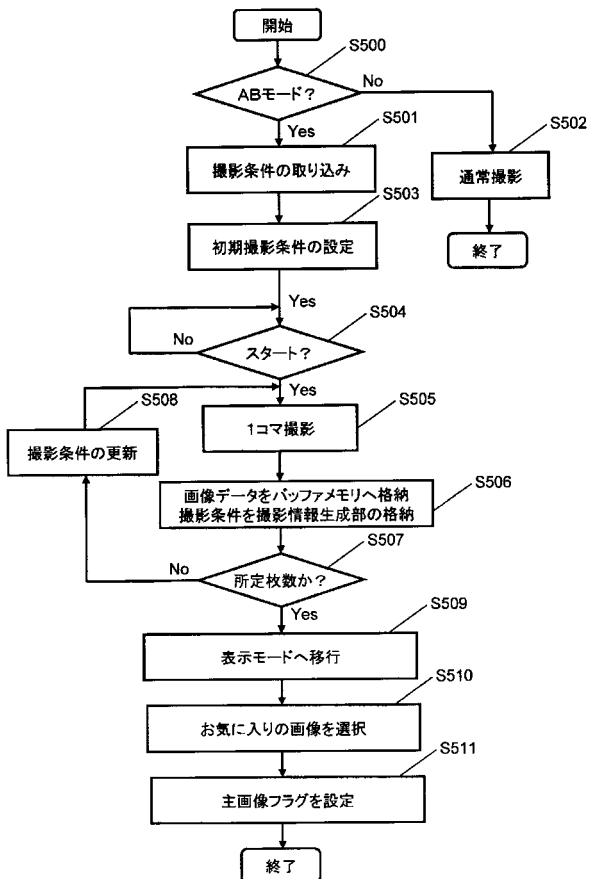 開始
S500
ABモード?
No
Yes
S501
S502
撮影条件の取り込み
通常撮影
S503
初期撮影条件の設定
終了
Yes
S504
No
スタート?
Yes
S508
S505
撮影条件の更新
1コマ撮影
画像データをバッファメモリへ格納
撮影条件を撮影情報生成部の格納
S506
S507
No
所定枚数か?
Yes
S509
表示モードへ移行
S510
お気に入りの画像を選択
S511
主画像フラグを設定
終了